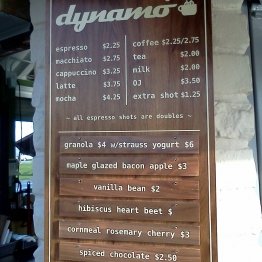 dynamo
espresso $2.25
macchiato $2.75
cappuccino $3.25
latte $3.75
mocha $4.25
coffee $2.25/2.75
tea $2.00
milk $2.00
OJ $3.50
extra shot $1.25
~ all espresso shots are doubles ~
granola $4 w/strauss yogurt $6
maple glazed bacon apple $3
vanilla bean $2
hibiscus heart beet $
cornmeal rosemary cherry $3
spiced chocolate $2.50